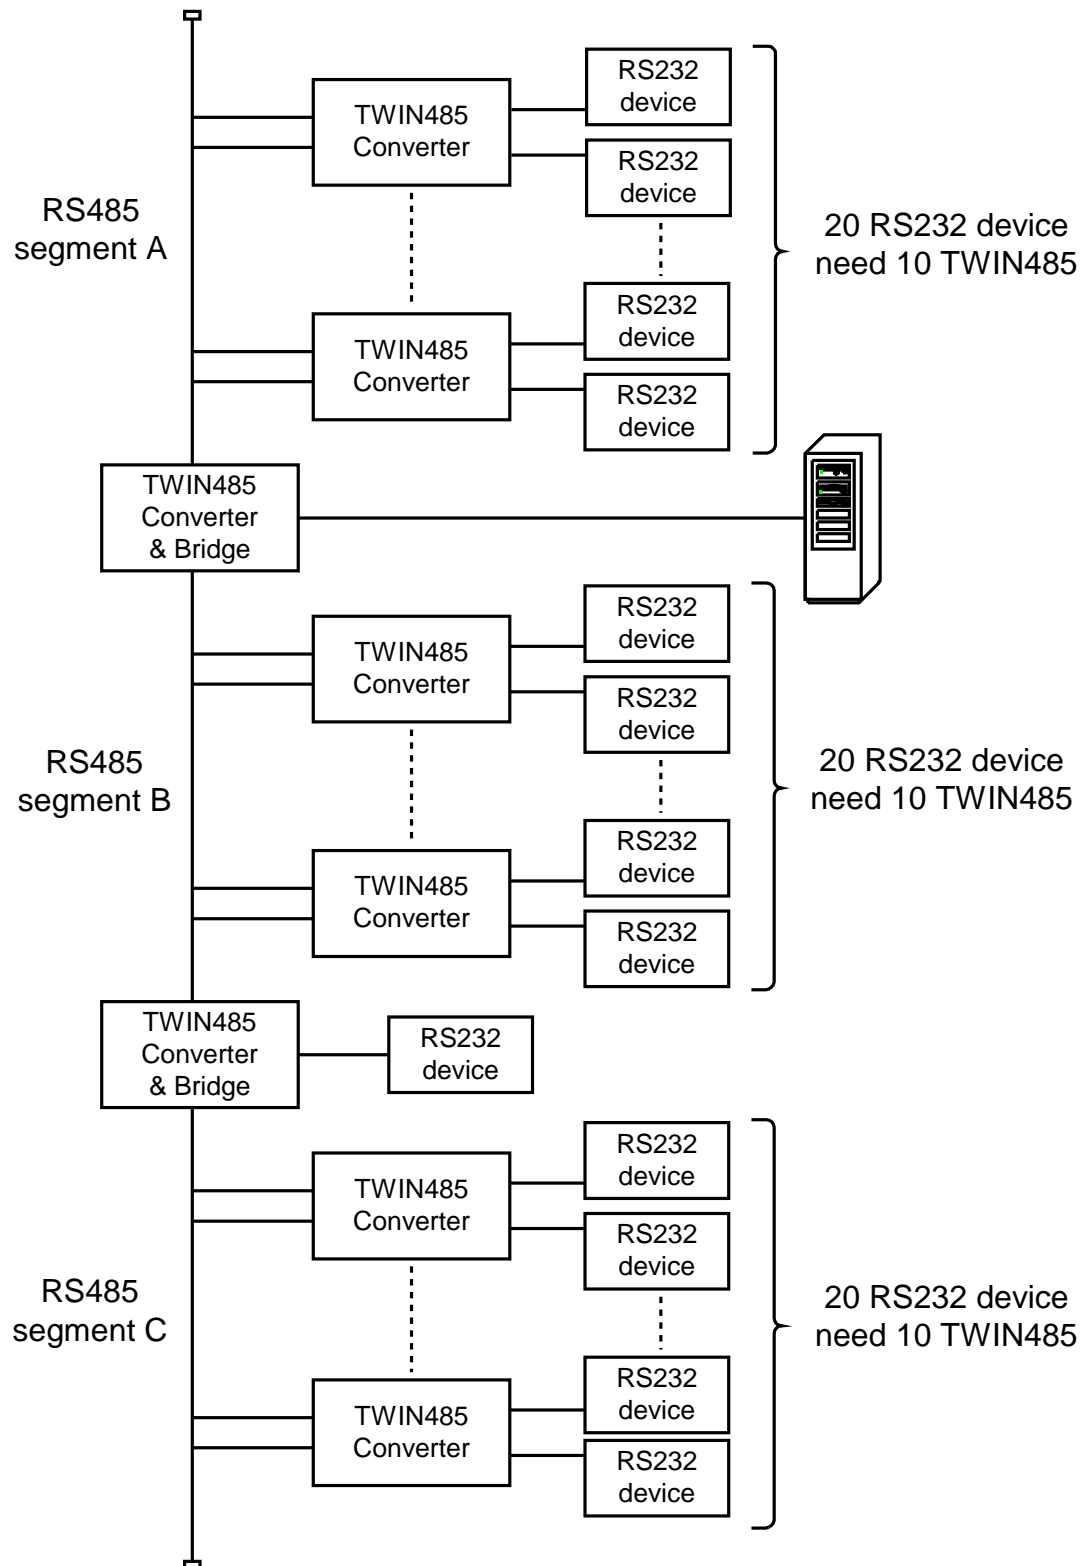 RS485
segment A
TWIN485
Converter
RS232
device
RS232
device
TWIN485
Converter
RS232
device
RS232
device
20 RS232 device
need 10 TWIN485
TWIN485
Converter
& Bridge
RS485
segment B
TWIN485
Converter
RS232
device
RS232
device
TWIN485
Converter
RS232
device
RS232
device
20 RS232 device
need 10 TWIN485
TWIN485
Converter
& Bridge
RS232
device
RS485
segment C
TWIN485
Converter
RS232
device
RS232
device
TWIN485
Converter
RS232
device
RS232
device
20 RS232 device
need 10 TWIN485